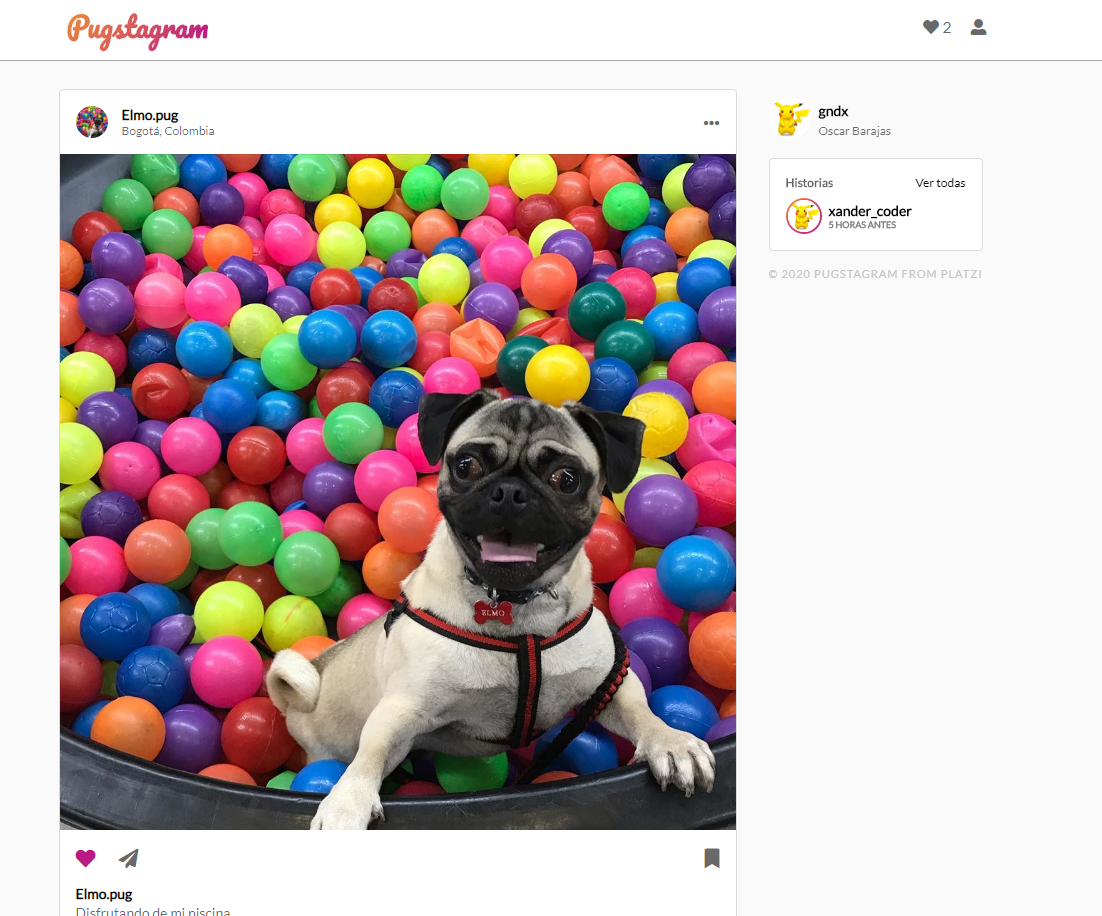 Pugstagram
2
Elmo.pug
Bogotá, Colombia
gndx
Oscar Barajas
Historias
Ver todas
xander_coder
5 HORAS ANTES
© 2020 PUGSTAGRAM FROM PLATZI
ELMO
Elmo.pug
Disfrutando de mi piscina